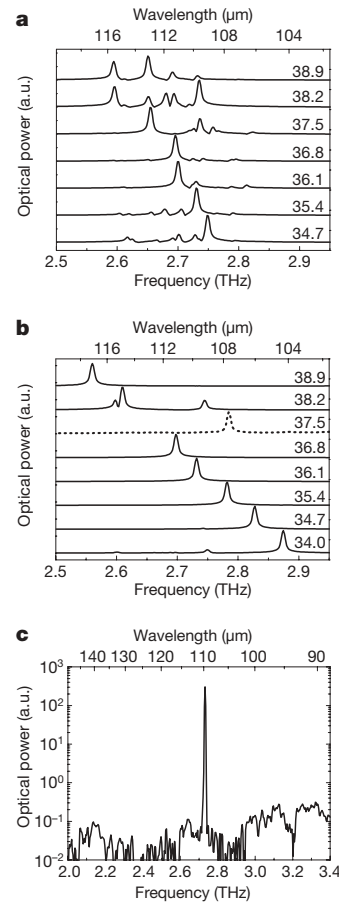 a
Wavelength (µm)
116 112 108 104
Optical power (a.u.)
38.9
38.2
37.5
36.8
36.1
35.4
34.7
2.5 2.6 2.7 2.8 2.9
Frequency (THz)
b
Wavelength (µm)
116 112 108 104
Optical power (a.u.)
38.9
38.2
37.5
36.8
36.1
35.4
34.7
34.0
2.5 2.6 2.7 2.8 2.9
Frequency (THz)
c
Wavelength (µm)
140 130 120 110 100 90
Optical power (a.u.)
10³
10²
10¹
10⁰
10⁻¹
10⁻²
2.0 2.2 2.4 2.6 2.8 3.0 3.2 3.4
Frequency (THz)